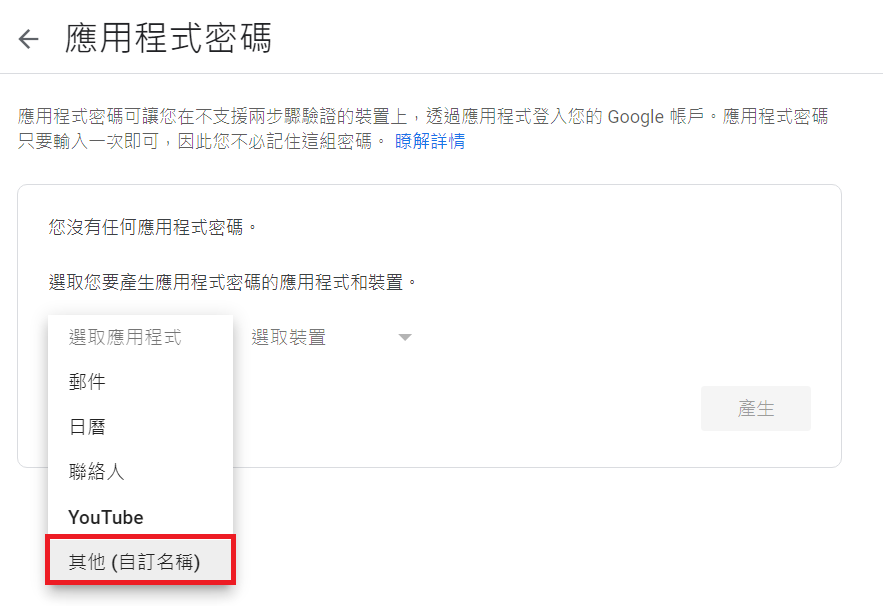 應用程式密碼
應用程式密碼可讓您在不支援兩步驟驗證的裝置上，透過應用程式登入您的 Google 帳戶。應用程式密碼
只要輸入一次即可，因此您不必記住這組密碼。 瞭解詳情
您沒有任何應用程式密碼。
選取您要產生應用程式密碼的應用程式和裝置。
選取應用程式 選取裝置
郵件
日曆
產生
聯絡人
YouTube
其他 (自訂名稱)